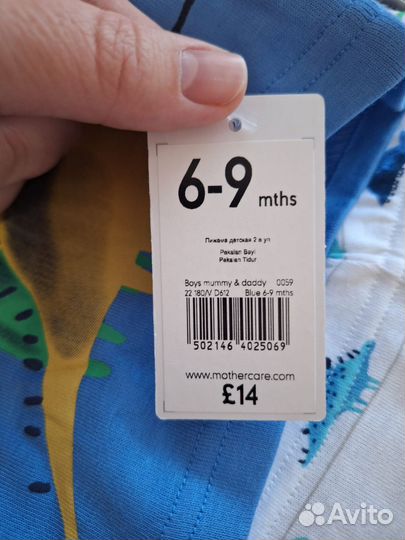 6-9 mths
Пижама детская 2 в уп
Pakaian Bayi
Pakaian Tidur
Boys mummy & daddy 0059
22 180/V D612 Blue 6-9 mths
502146 4025069
www.mothercare.com
£14
Avito